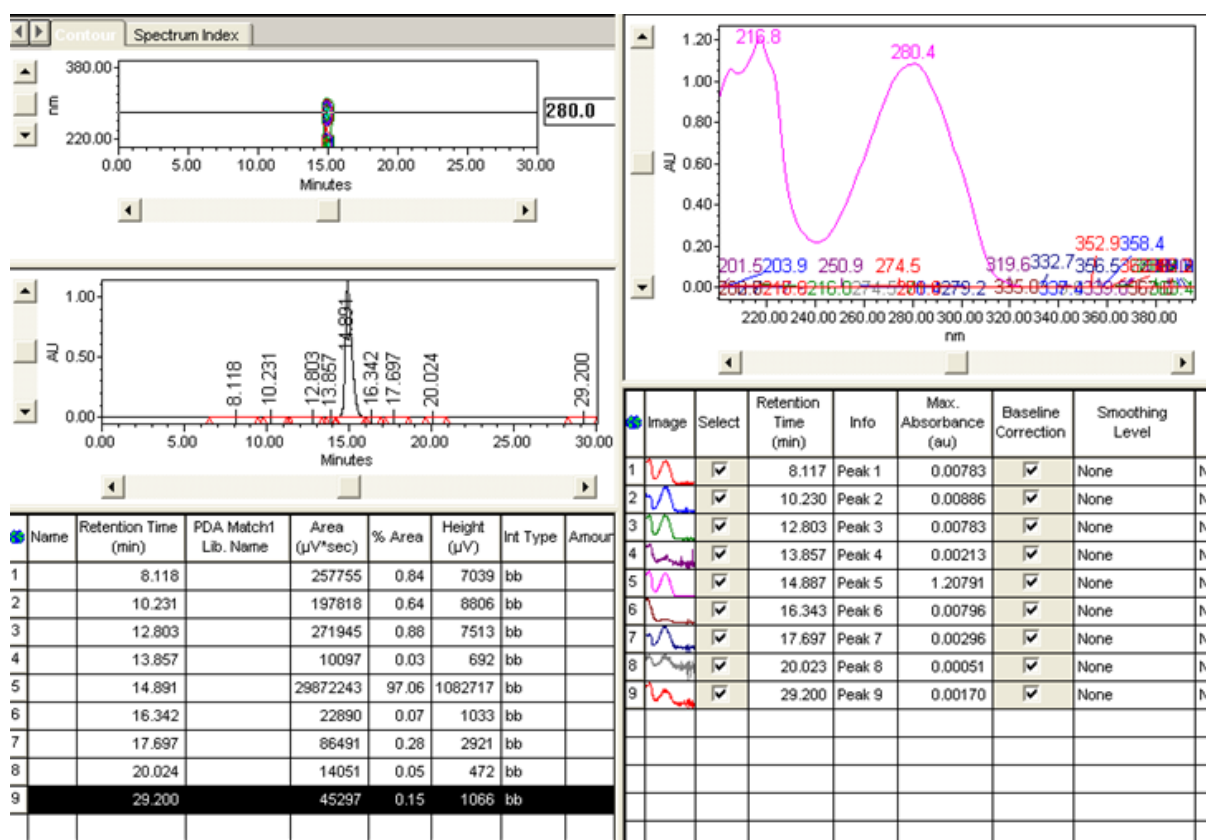 Contour Spectrum Index
380.00
nm
280.0
220.00
0.00 5.00 10.00 15.00 20.00 25.00 30.00
Minutes
1.00
AU
0.50
0.00
8.118
10.231
12.803
13.857
14.891
16.342
17.697
20.024
29.200
0.00 5.00 10.00 15.00 20.00 25.00 30.00
Minutes
Name Retention Time (min) PDA Match1 Lib. Name Area (µV*sec) % Area Height (µV) Int Type Amoun
1 8.118 257755 0.84 7039 bb
2 10.231 197818 0.64 8806 bb
3 12.803 271945 0.88 7513 bb
4 13.857 10097 0.03 692 bb
5 14.891 29872243 97.06 1082717 bb
6 16.342 22890 0.07 1033 bb
7 17.697 86491 0.28 2921 bb
8 20.024 14051 0.05 472 bb
9 29.200 45297 0.15 1066 bb
1.20
216.8
280.4
1.00
0.80
AU
0.60
0.40
0.20
352.9 358.4
201.5 203.9 250.9 274.5 319.6 332.7 356.5
0.00
216.0 279.2 335.0 337.4 339.6
220.00 240.00 260.00 280.00 300.00 320.00 340.00 360.00 380.00
nm
Image Select Retention Time (min) Info Max. Absorbance (au) Baseline Correction Smoothing Level
1 8.117 Peak 1 0.00783 None N
2 10.230 Peak 2 0.00886 None N
3 12.803 Peak 3 0.00783 None N
4 13.857 Peak 4 0.00213 None N
5 14.887 Peak 5 1.20791 None N
6 16.343 Peak 6 0.00796 None N
7 17.697 Peak 7 0.00296 None N
8 20.023 Peak 8 0.00051 None N
9 29.200 Peak 9 0.00170 None N